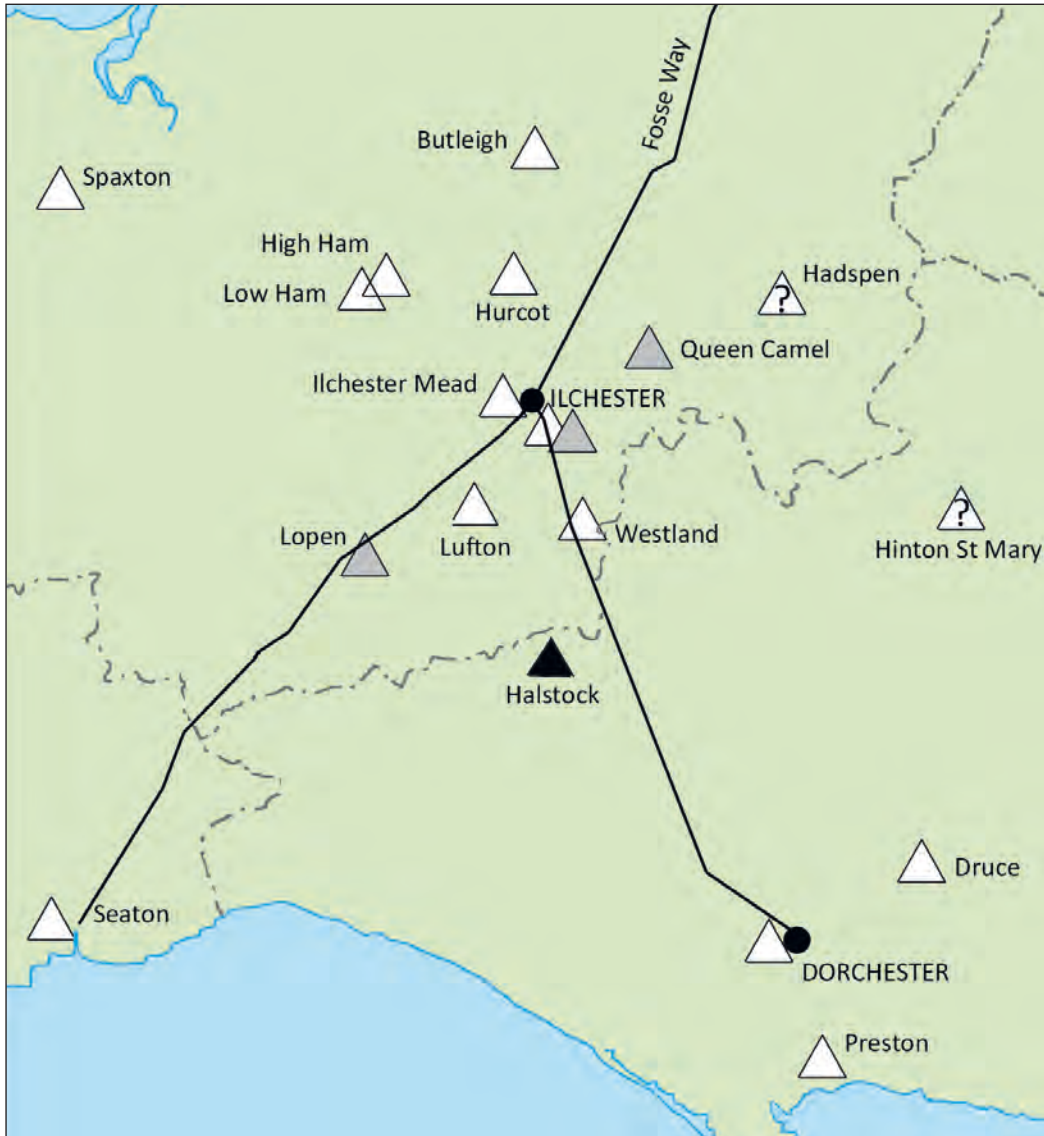 Fosse Way
Butleigh
Spaxton
High Ham
Low Ham
Hurcot
Hadspen
?
Queen Camel
Ilchester Mead
ILCHESTER
Lopen
Lufton
Westland
?
Hinton St Mary
Halstock
Druce
Seaton
DORCHESTER
Preston